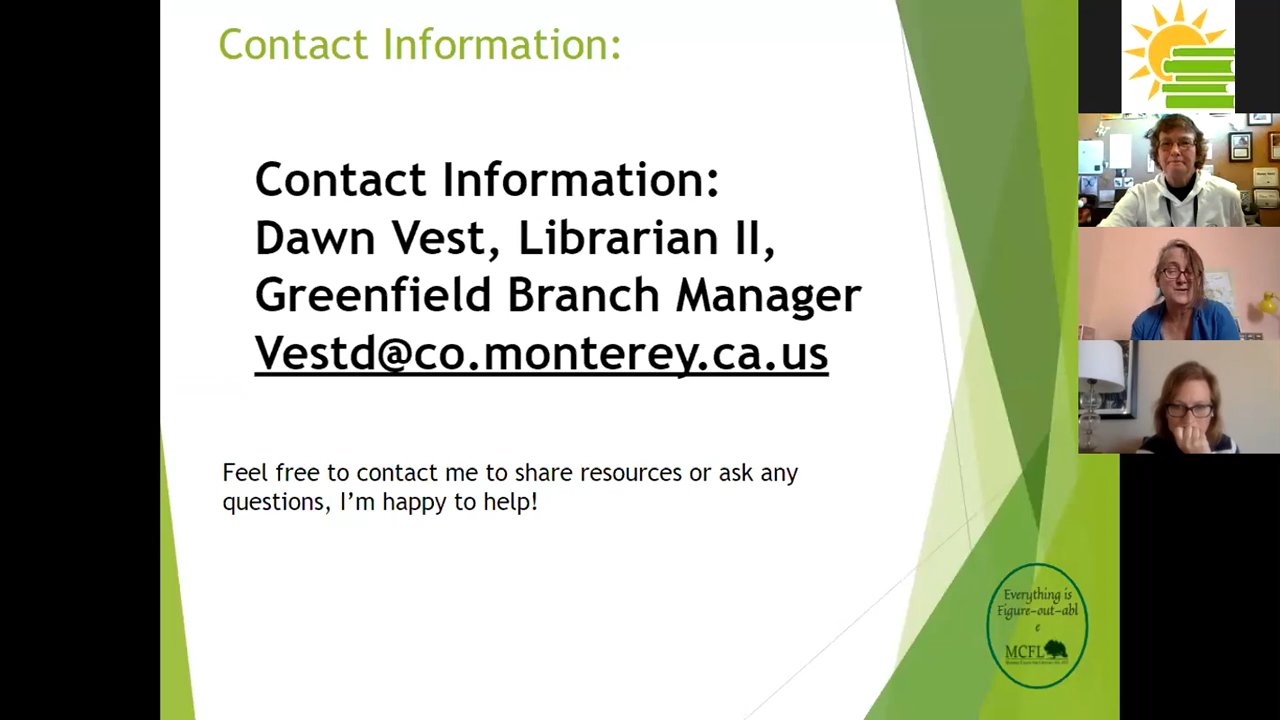 Contact Information:
Contact Information:
Dawn Vest, Librarian II,
Greenfield Branch Manager
Vestd@co.monterey.ca.us
Feel free to contact me to share resources or ask any
questions, I’m happy to help!
Everything is
Figure-out-abl
e
MCFL